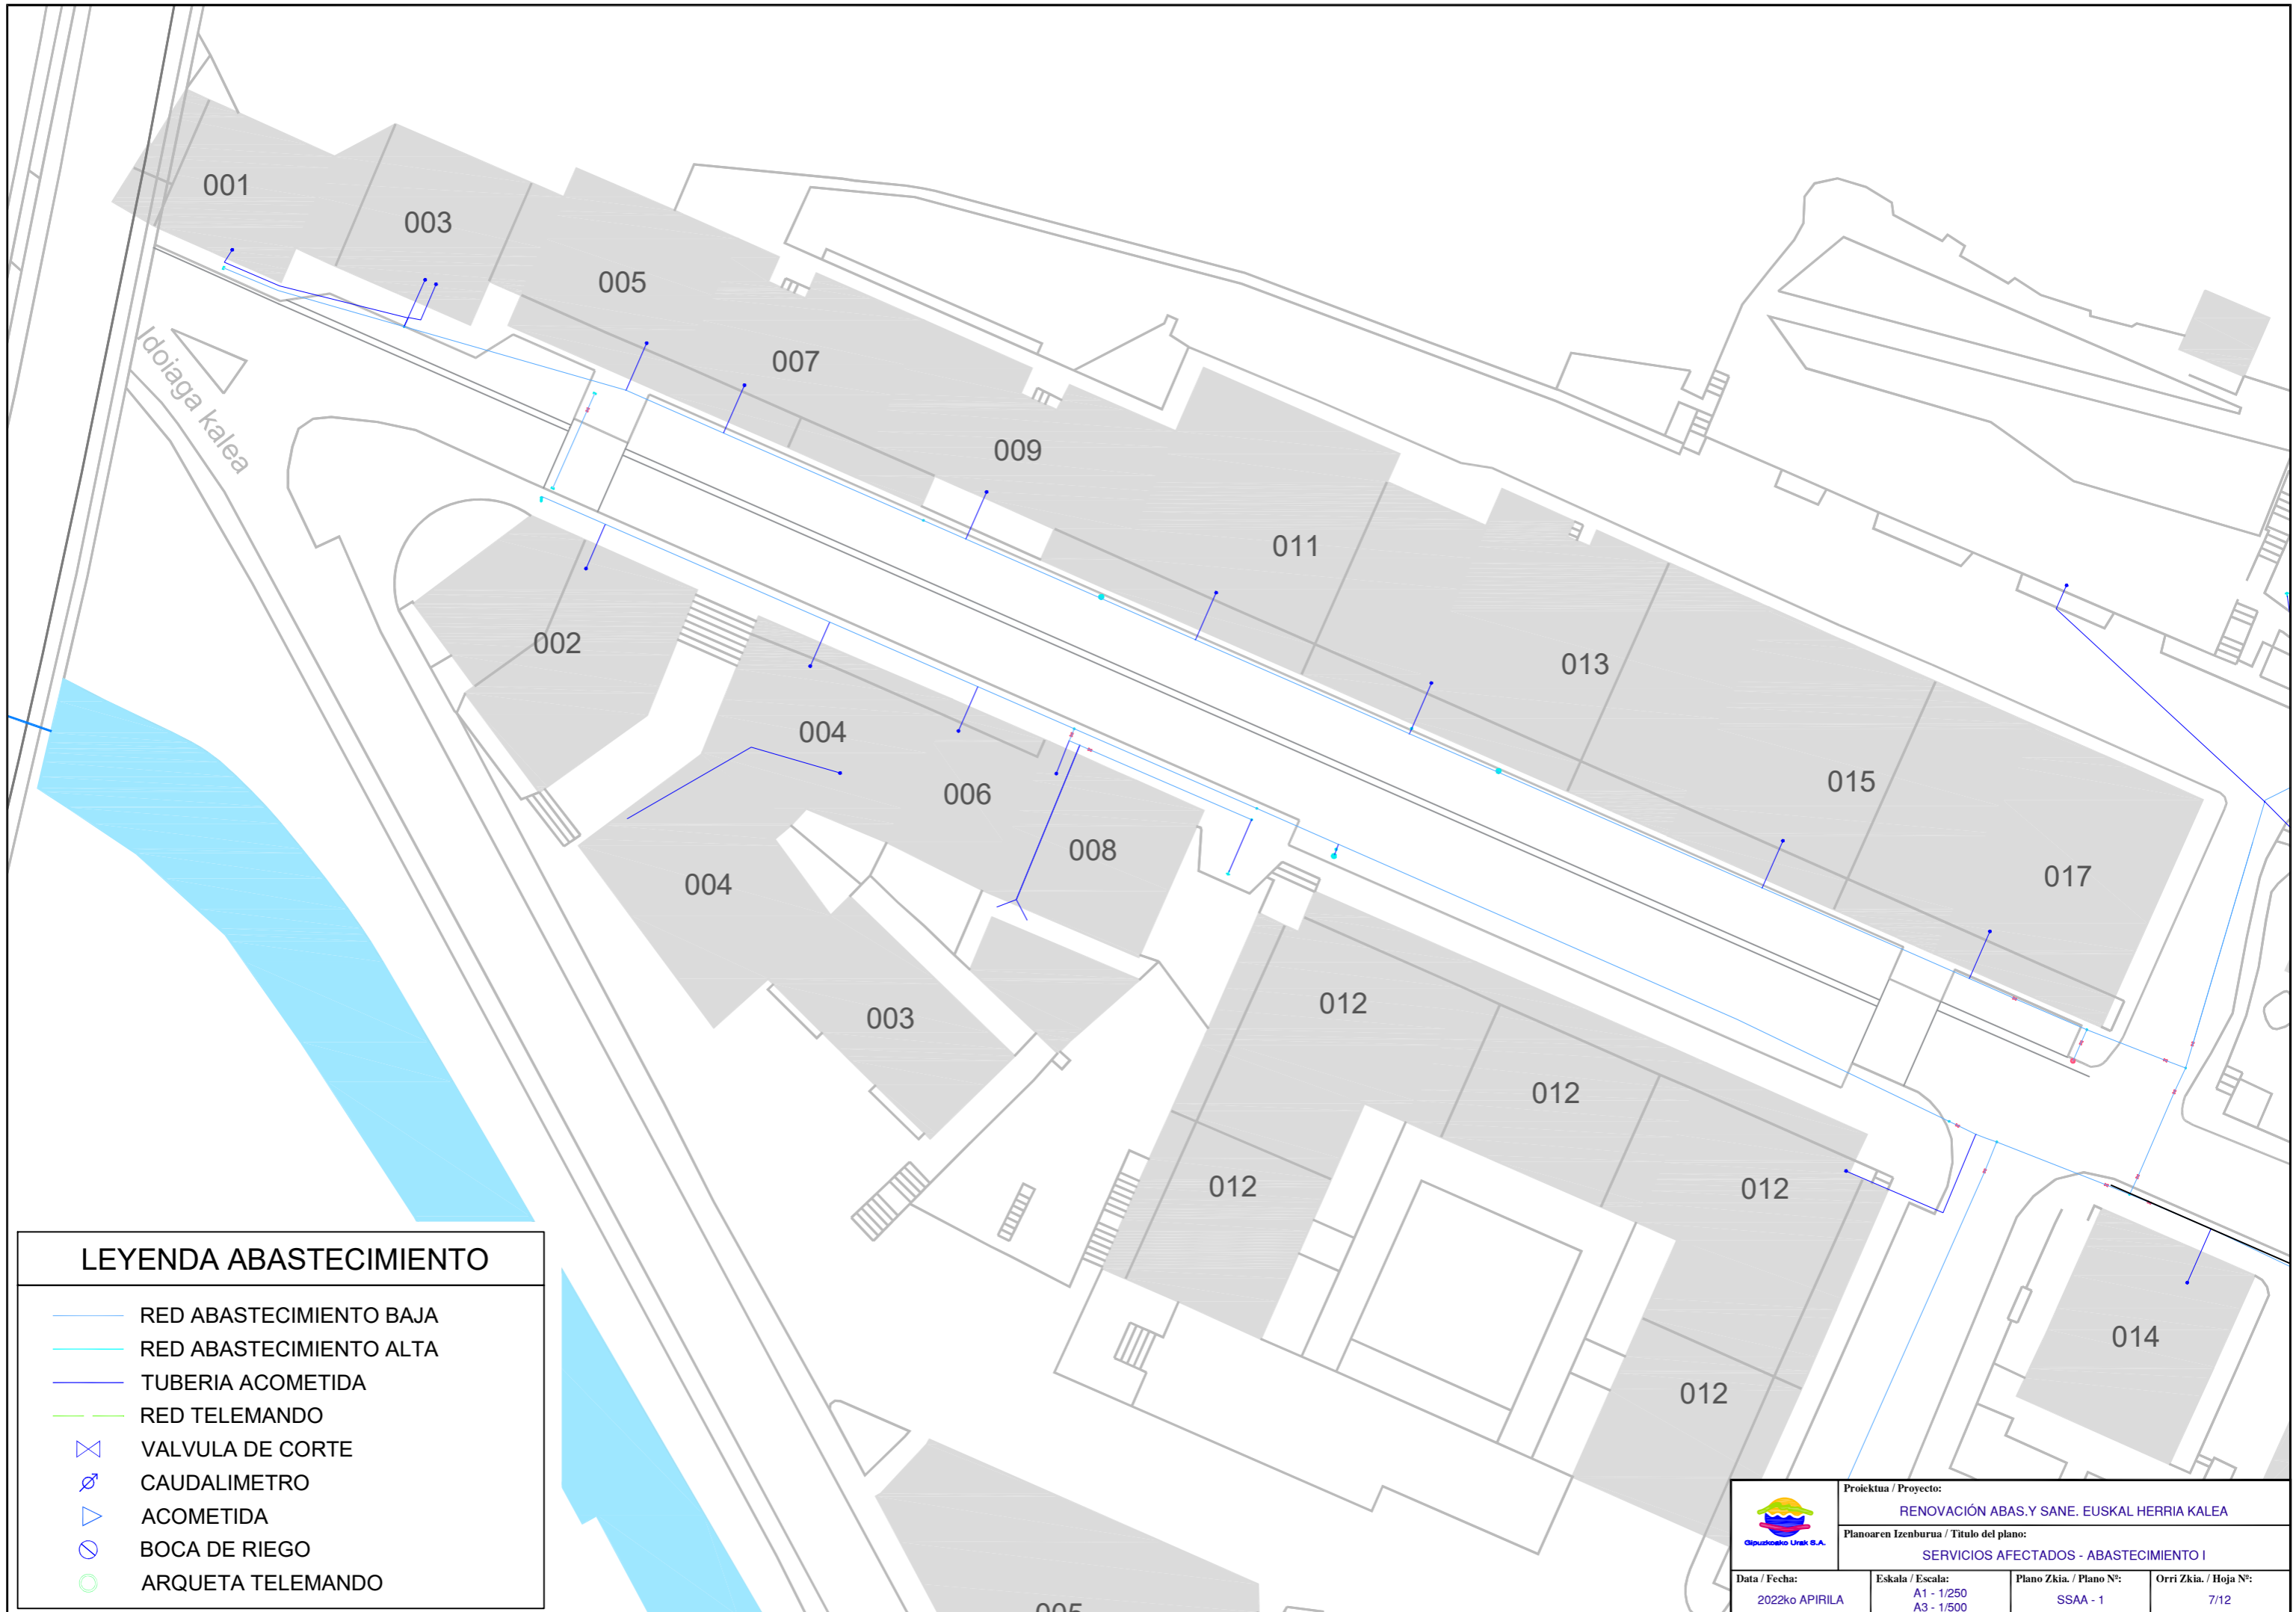 001
003
005
007
009
011
013
015
017
Idoiaga kalea
002
004
006
008
004
003
012
012
012
012
012
014
005
LEYENDA ABASTECIMIENTO
RED ABASTECIMIENTO BAJA
RED ABASTECIMIENTO ALTA
TUBERIA ACOMETIDA
RED TELEMANDO
VALVULA DE CORTE
CAUDALIMETRO
ACOMETIDA
BOCA DE RIEGO
ARQUETA TELEMANDO
Gipuzkoako Urak S.A.
Proiektua / Proyecto:
RENOVACIÓN ABAS.Y SANE. EUSKAL HERRIA KALEA
Planoaren Izenburua / Titulo del plano:
SERVICIOS AFECTADOS - ABASTECIMIENTO I
Data / Fecha:
2022ko APIRILA
Eskala / Escala:
A1 - 1/250
A3 - 1/500
Plano Zkia. / Plano Nº:
SSAA - 1
Orri Zkia. / Hoja Nº:
7/12